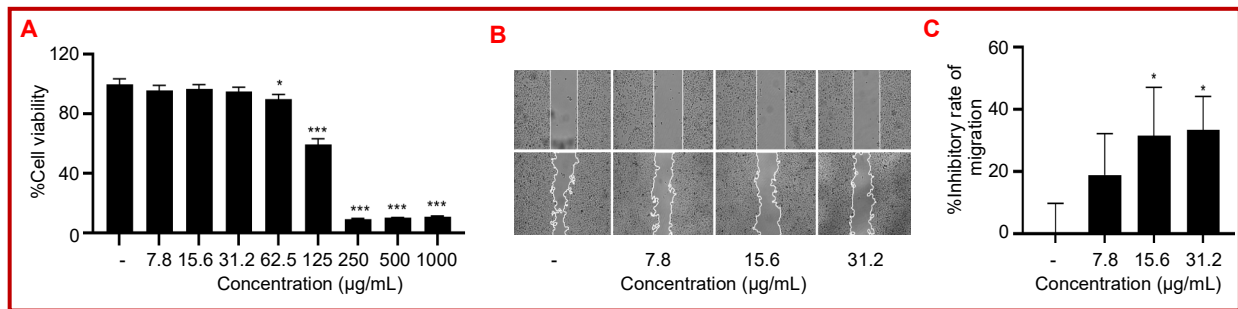 A
120
80
40
0
%Cell viability
*
***
***
***
***
- 7.8 15.6 31.2 62.5 125 250 500 1000
Concentration (µg/mL)
B
- 7.8 15.6 31.2
Concentration (µg/mL)
C
60
40
20
0
%Inhibitory rate of
migration
*
*
- 7.8 15.6 31.2
Concentration (µg/mL)